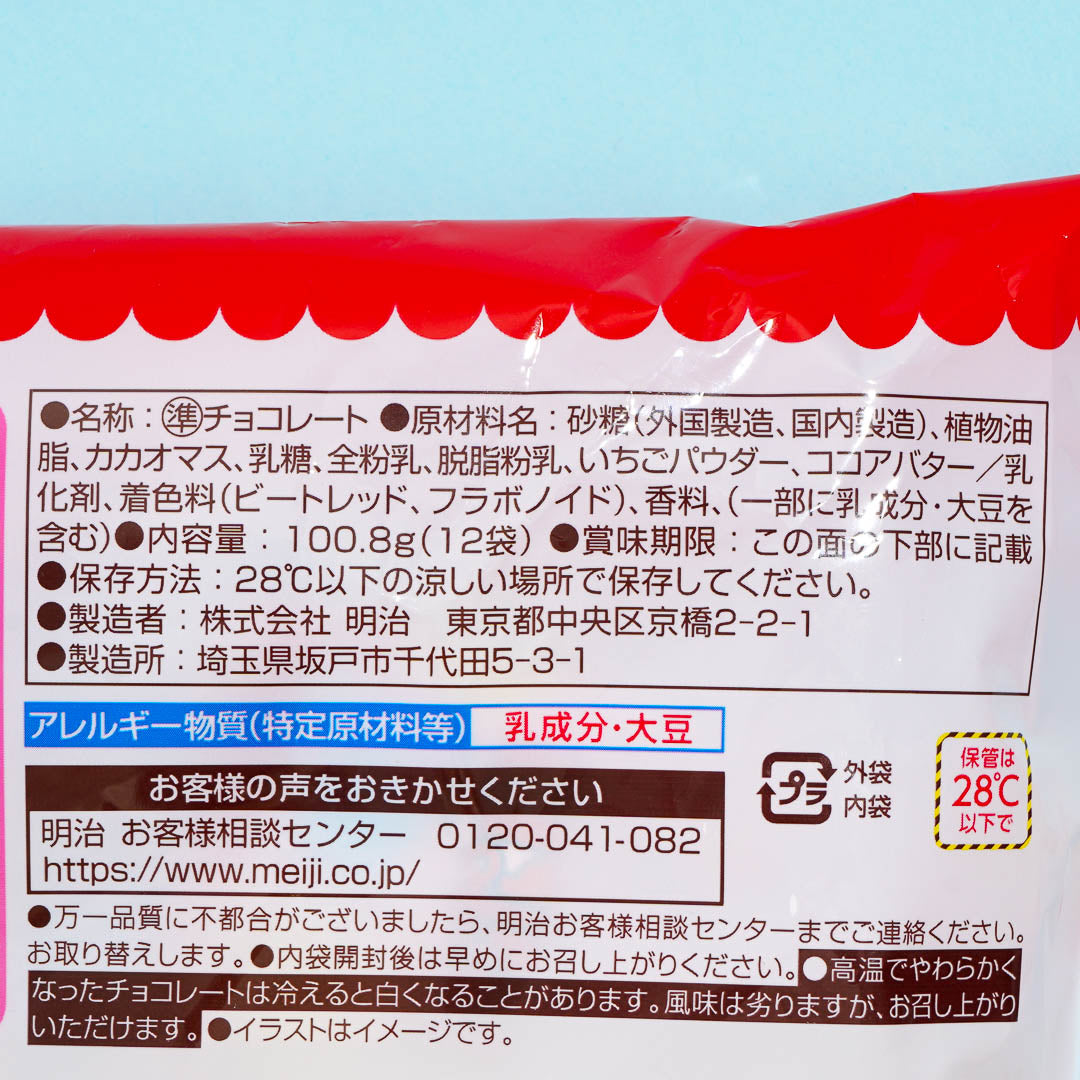 ●名称：㊜チョコレート ●原材料名：砂糖(外国製造、国内製造)、植物油
脂、カカオマス、乳糖、全粉乳、脱脂粉乳、いちごパウダー、ココアバター／乳
化剤、着色料(ビートレッド、フラボノイド)、香料、(一部に乳成分・大豆を
含む)●内容量：100.8g(12袋) ●賞味期限：この面の下部に記載
●保存方法：28℃以下の涼しい場所で保存してください。
●製造者：株式会社 明治　東京都中央区京橋2-2-1
●製造所：埼玉県坂戸市千代田5-3-1
アレルギー物質(特定原材料等) 乳成分・大豆
お客様の声をおきかせください
明治 お客様相談センター 0120-041-082
https://www.meiji.co.jp/
プラ
外袋
内袋
保管は
28℃
以下で
●万一品質に不都合がございましたら、明治お客様相談センターまでご連絡ください。
お取り替えします。●内袋開封後は早めにお召し上がりください。●高温でやわらかく
なったチョコレートは冷えると白くなることがあります。風味は劣りますが、お召し上がり
いただけます。●イラストはイメージです。